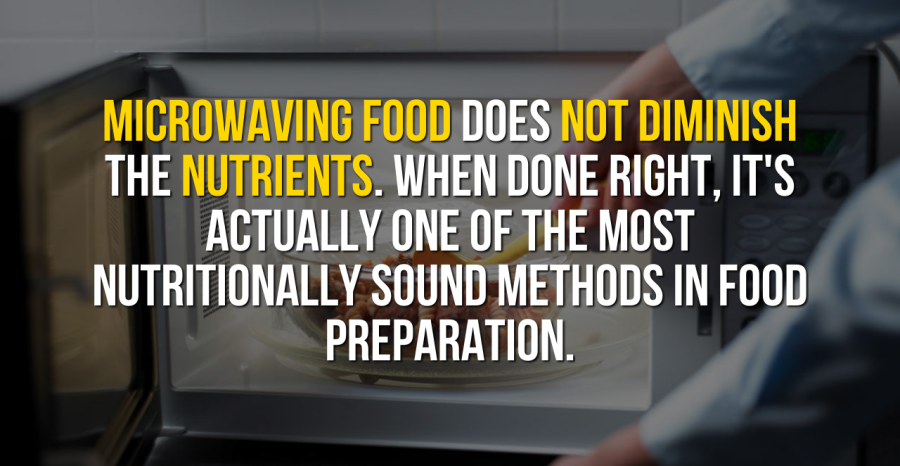 MICROWAVING FOOD DOES NOT DIMINISH
THE NUTRIENTS. WHEN DONE RIGHT, IT'S
ACTUALLY ONE OF THE MOST
NUTRITIONALLY SOUND METHODS IN FOOD
PREPARATION.